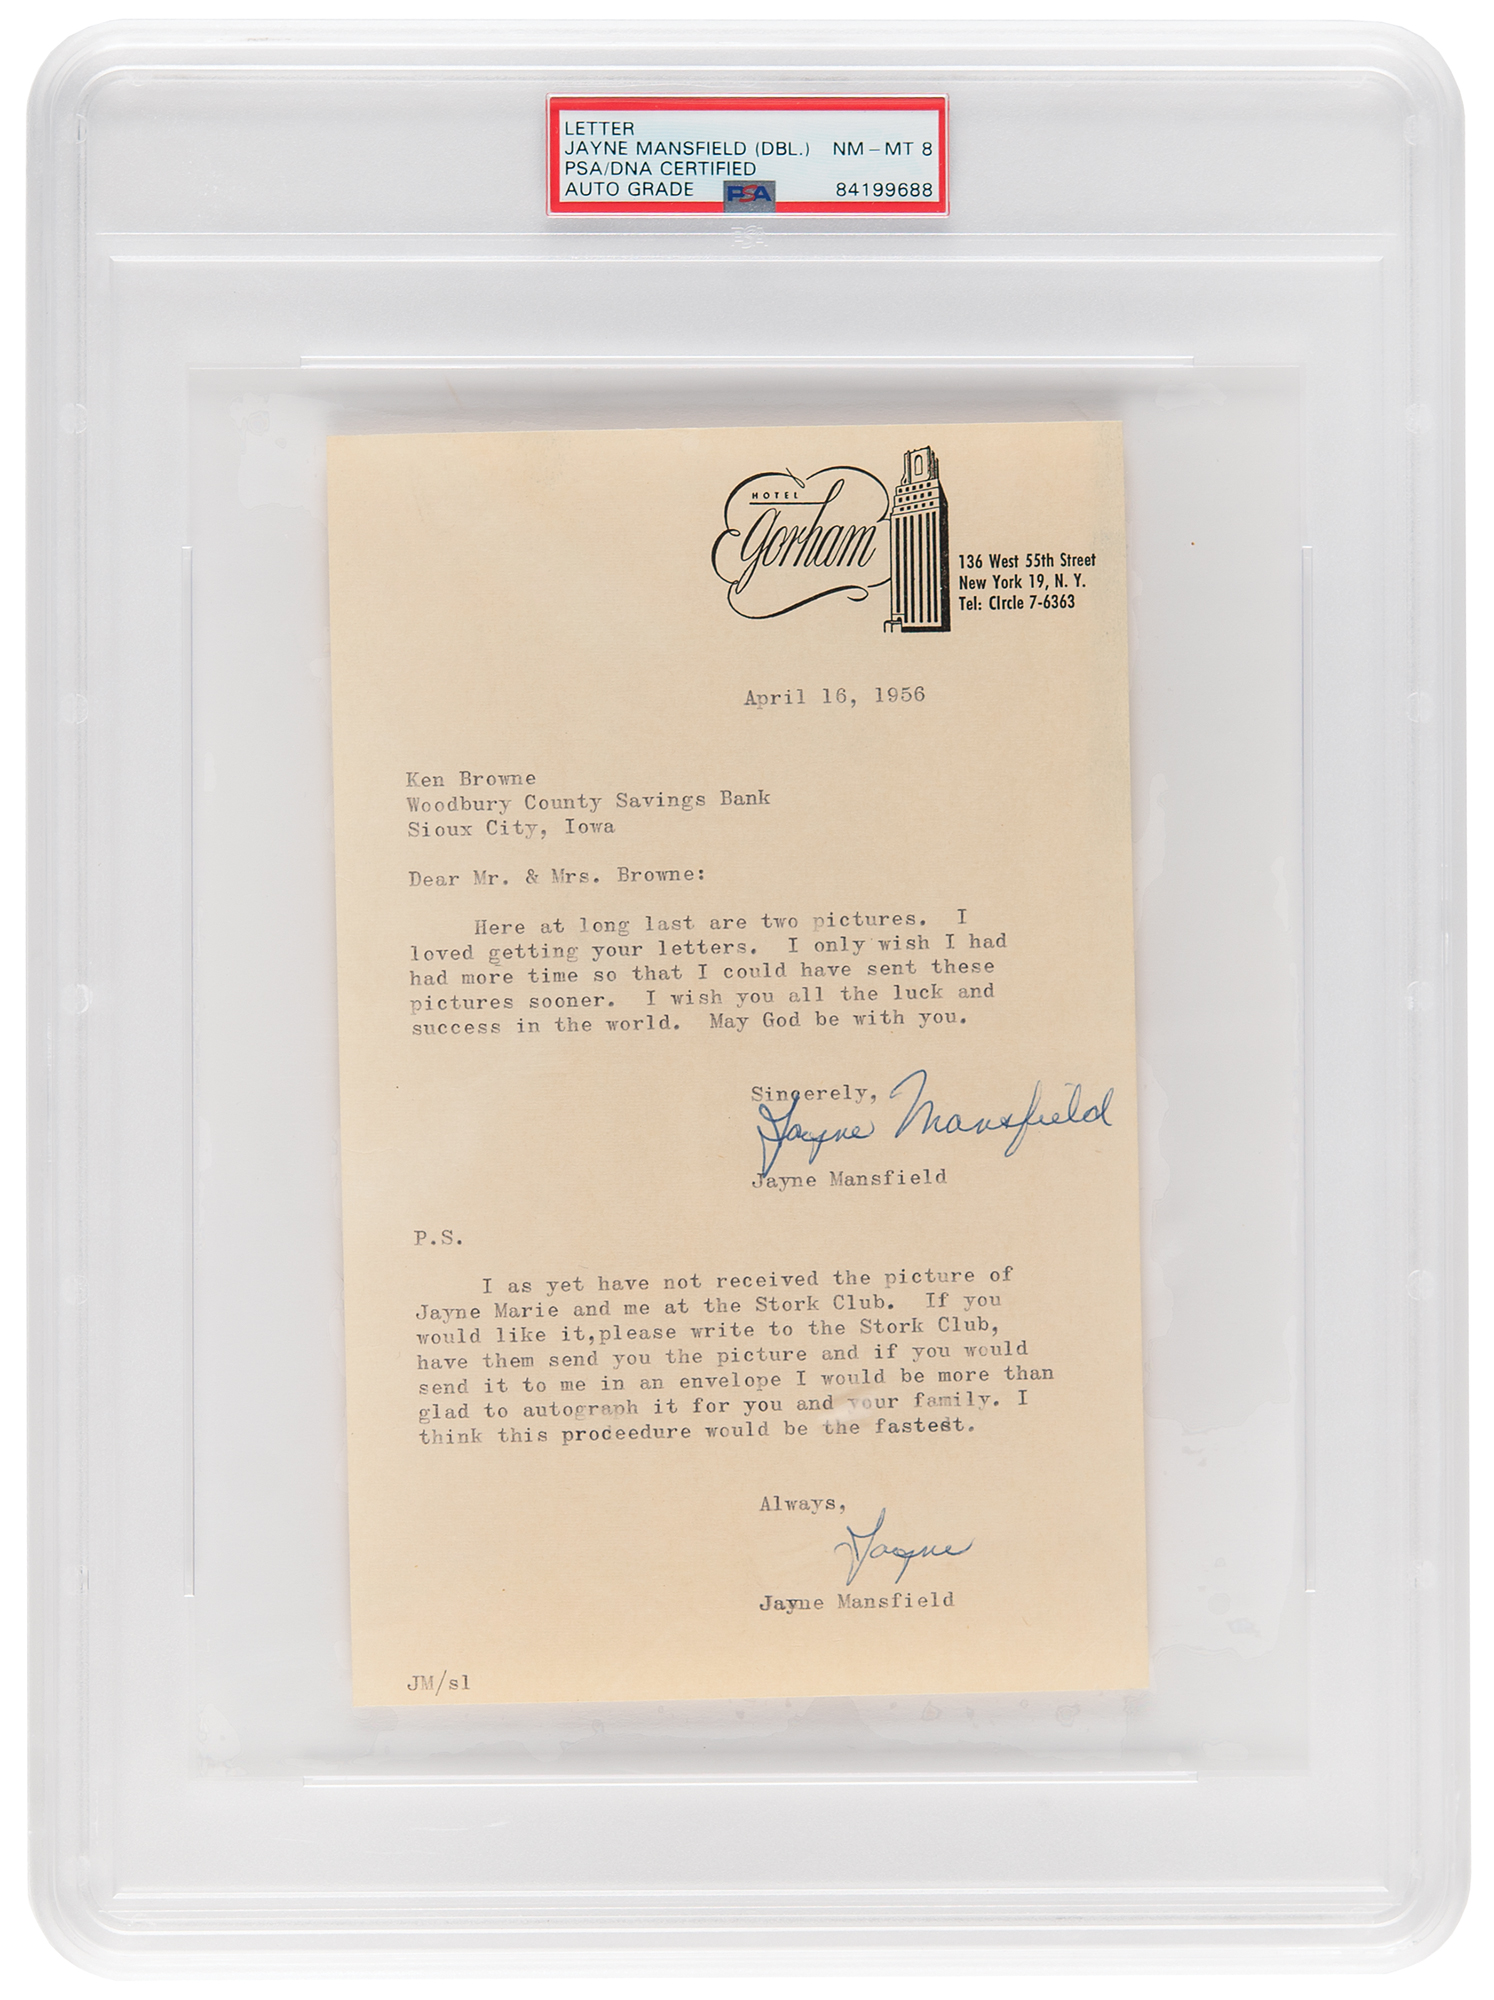 LETTER
JAYNE MANSFIELD (DBL.) NM-MT 8
PSA/DNA CERTIFIED
AUTO GRADE PSA 84199688
HOTEL
Gorham
136 West 55th Street
New York 19, N. Y.
Tel: CIrcle 7-6363
April 16, 1956
Ken Browne
Woodbury County Savings Bank
Sioux City, Iowa
Dear Mr. & Mrs. Browne:
Here at long last are two pictures. I
loved getting your letters. I only wish I had
had more time so that I could have sent these
pictures sooner. I wish you all the luck and
success in the world. May God be with you.
Sincerely,
Jayne Mansfield
Jayne Mansfield
P.S.
I as yet have not received the picture of
Jayne Marie and me at the Stork Club. If you
would like it,please write to the Stork Club,
have them send you the picture and if you would
send it to me in an envelope I would be more than
glad to autograph it for you and your family. I
think this proceedure would be the fastest.
Always,
Jayne
Jayne Mansfield
JM/sl